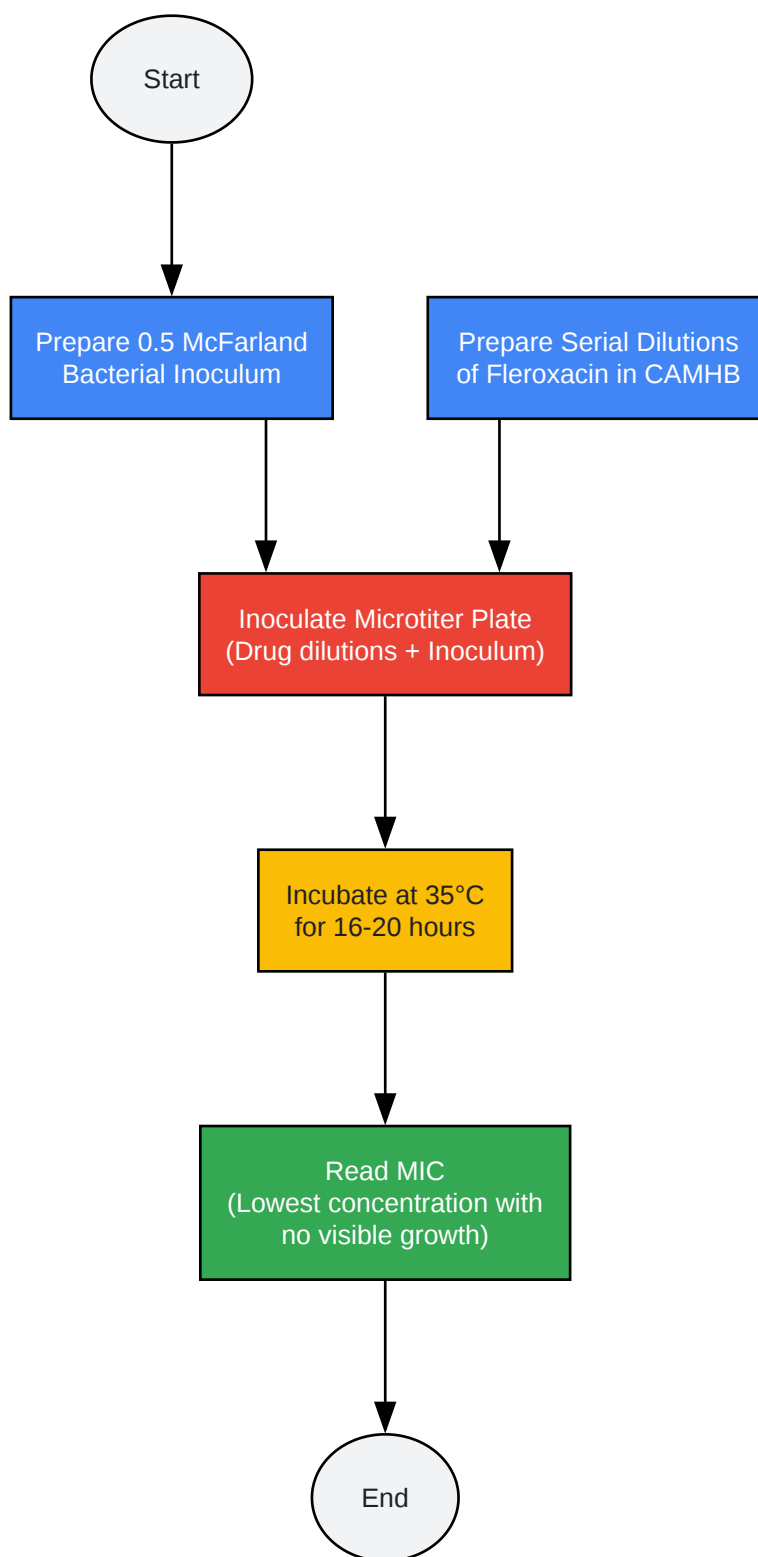 Start
Prepare 0.5 McFarland
Bacterial Inoculum
Prepare Serial Dilutions
of Fleroxacin in CAMHB
Inoculate Microtiter Plate
(Drug dilutions + Inoculum)
Incubate at 35°C
for 16-20 hours
Read MIC
(Lowest concentration with
no visible growth)
End